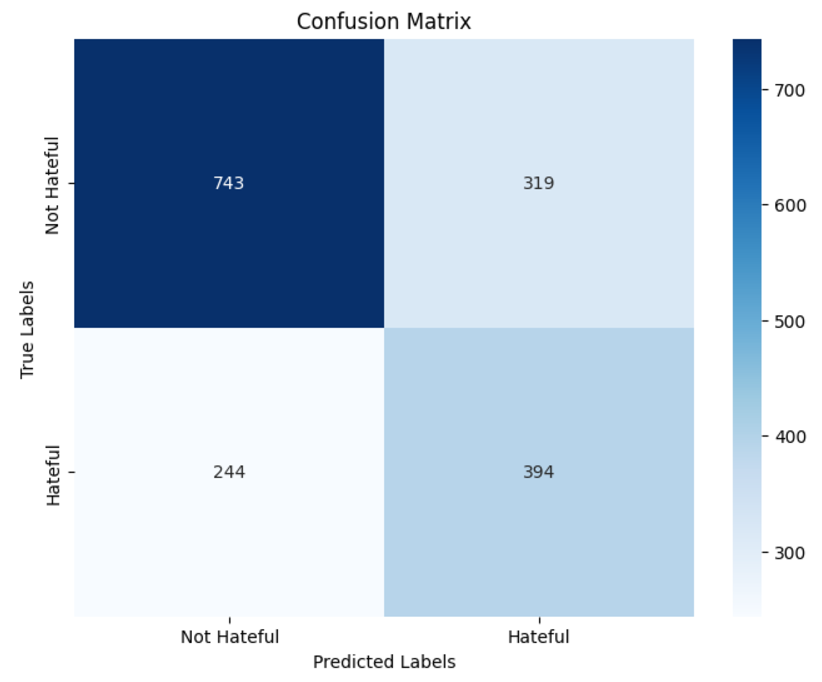 Confusion Matrix
Not Hateful
Hateful
True Labels
743
319
244
394
Not Hateful
Hateful
Predicted Labels
700
600
500
400
300